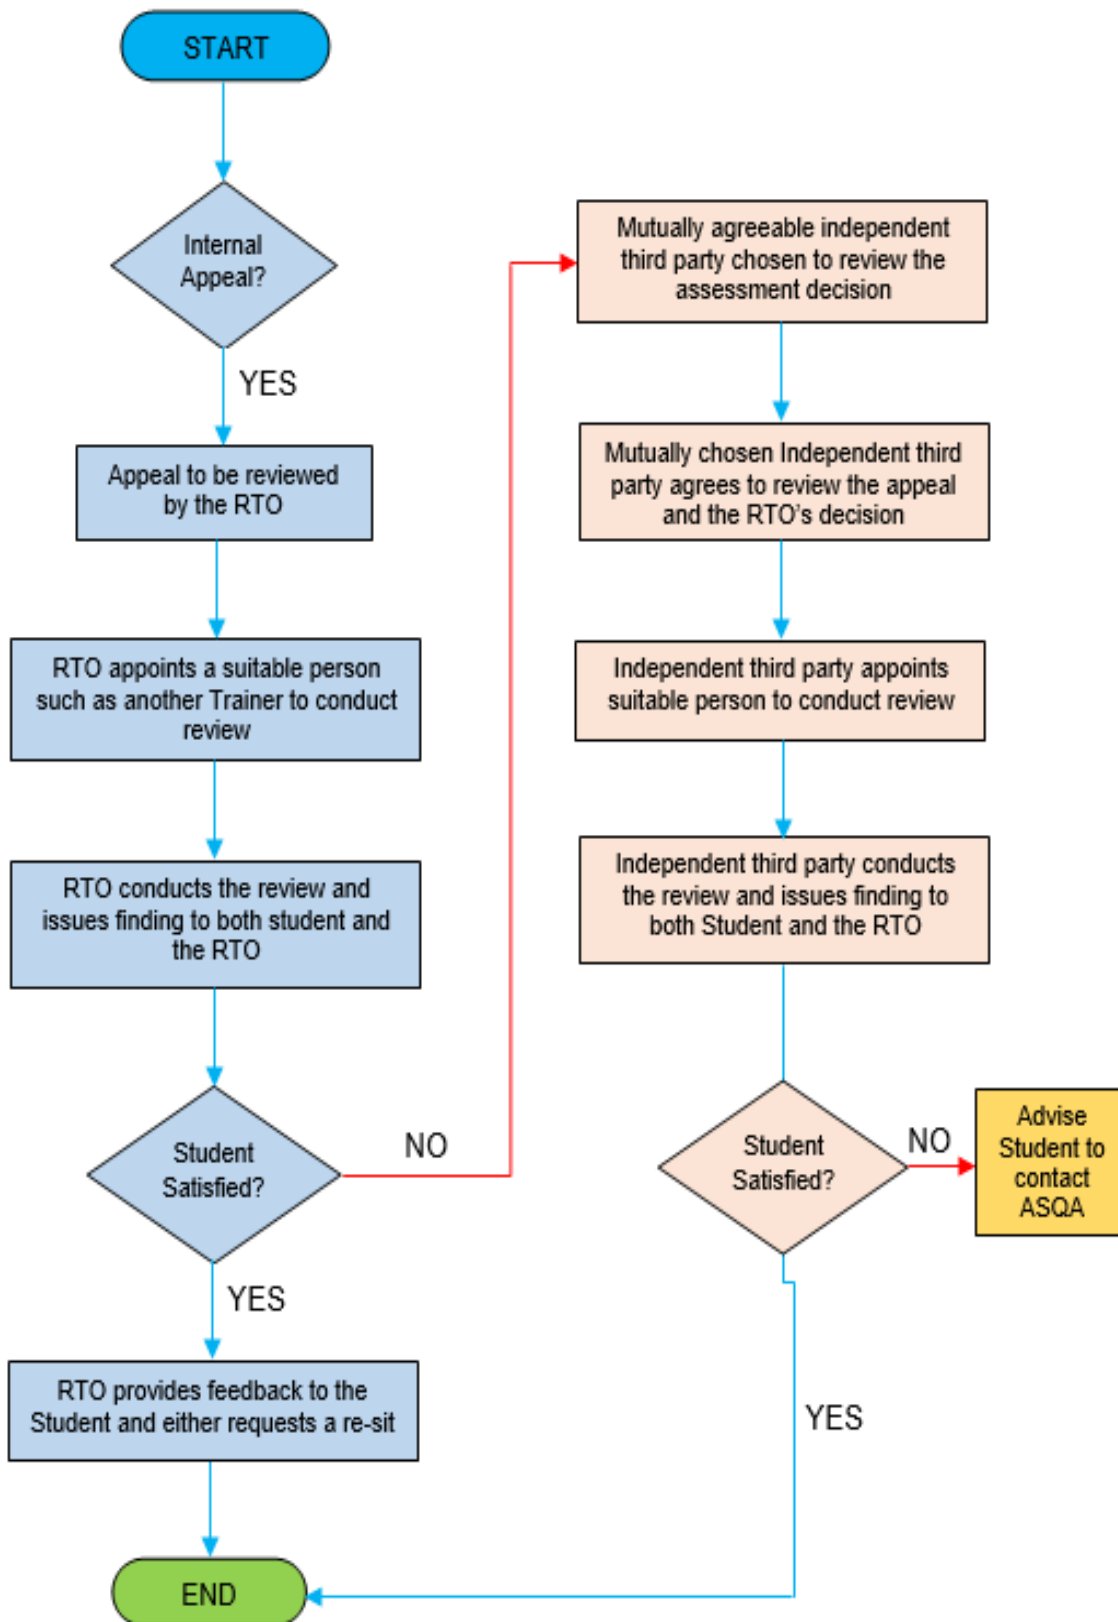 START
Internal
Appeal?
YES
Appeal to be reviewed
by the RTO
RTO appoints a suitable person
such as another Trainer to conduct
review
RTO conducts the review and
issues finding to both student and
the RTO
Student
Satisfied?
NO
YES
RTO provides feedback to the
Student and either requests a re-sit
END
Mutually agreeable independent
third party chosen to review the
assessment decision
Mutually chosen Independent third
party agrees to review the appeal
and the RTO's decision
Independent third party appoints
suitable person to conduct review
Independent third party conducts
the review and issues finding to
both Student and the RTO
Student
Satisfied?
NO
Advise
Student to
contact
ASQA
YES